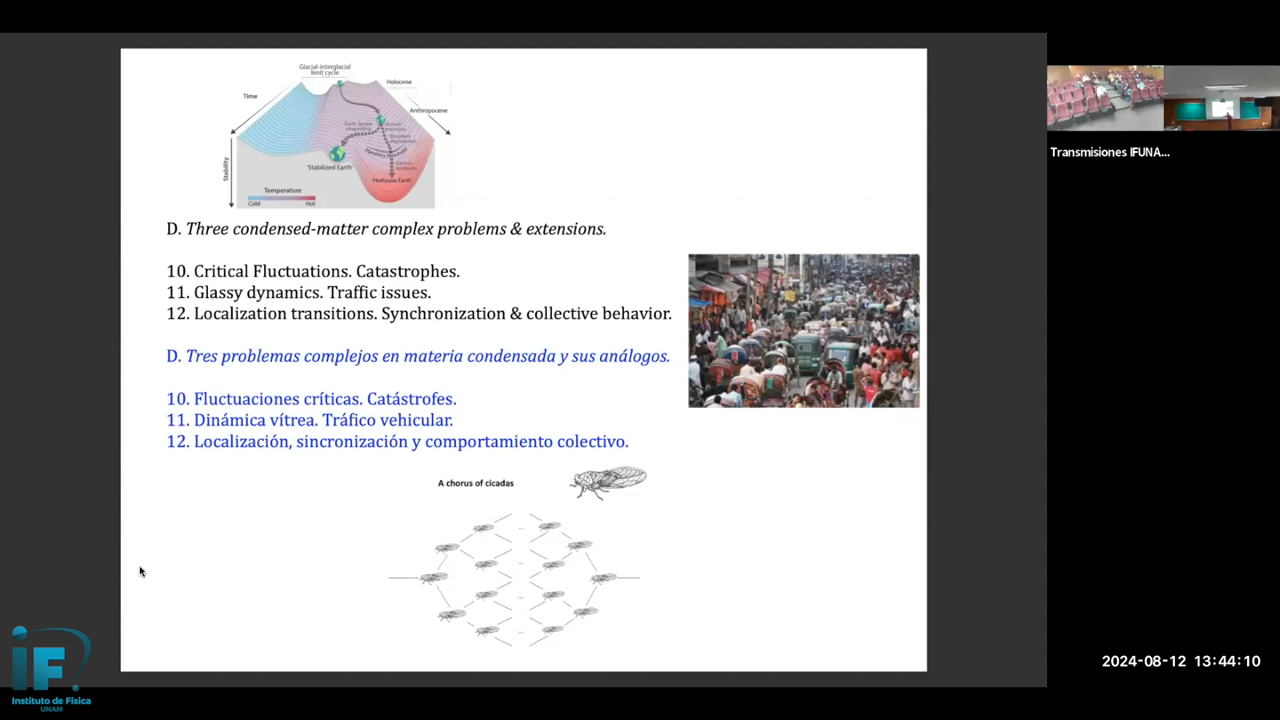 Glacial-interglacial
limit cycle
Holocene
Time
Anthropocene
Stability
"Stabilized Earth"
"Hothouse Earth"
Temperature
Cold
Hot
D. Three condensed-matter complex problems & extensions.
10. Critical Fluctuations. Catastrophes.
11. Glassy dynamics. Traffic issues.
12. Localization transitions. Synchronization & collective behavior.
D. Tres problemas complejos en materia condensada y sus análogos.
10. Fluctuaciones críticas. Catástrofes.
11. Dinámica vítrea. Tráfico vehicular.
12. Localización, sincronización y comportamiento colectivo.
A chorus of cicadas
Transmisiones IFUNA...
2024-08-12 13:44:10
iF
Instituto de Física
UNAM